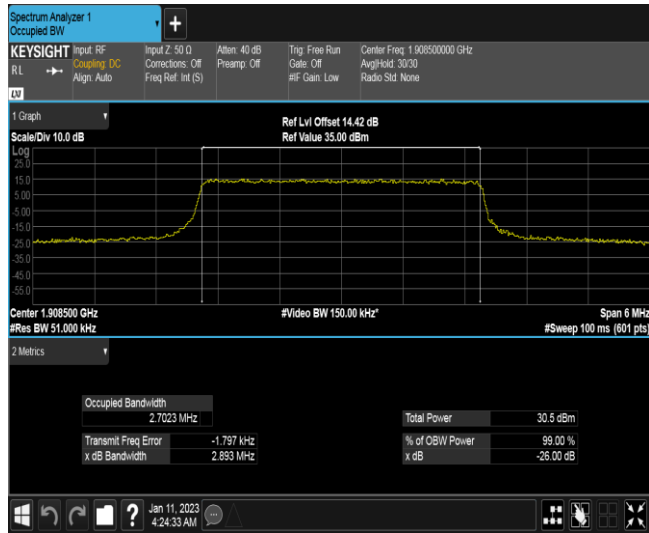 Spectrum Analyzer 1
Occupied BW
+
KEYSIGHT
RL
LXI
Input: RF
Coupling: DC
Align: Auto
Input Z: 50 Ω
Corrections: Off
Freq Ref: Int (S)
Atten: 40 dB
Preamp: Off
Trig: Free Run
Gate: Off
#IF Gain: Low
Center Freq: 1.908500000 GHz
Avg|Hold: 30/30
Radio Std: None
1 Graph
Scale/Div 10.0 dB
Ref Lvl Offset 14.42 dB
Ref Value 35.00 dBm
Log
25.0
15.0
5.00
-5.00
-15.0
-25.0
-35.0
-45.0
-55.0
Center 1.908500 GHz
#Video BW 150.00 kHz*
Span 6 MHz
#Res BW 51.000 kHz
#Sweep 100 ms (601 pts)
2 Metrics
Occupied Bandwidth
2.7023 MHz
Total Power 30.5 dBm
Transmit Freq Error -1.797 kHz
% of OBW Power 99.00 %
x dB Bandwidth 2.893 MHz
x dB -26.00 dB
?
Jan 11, 2023
4:24:33 AM